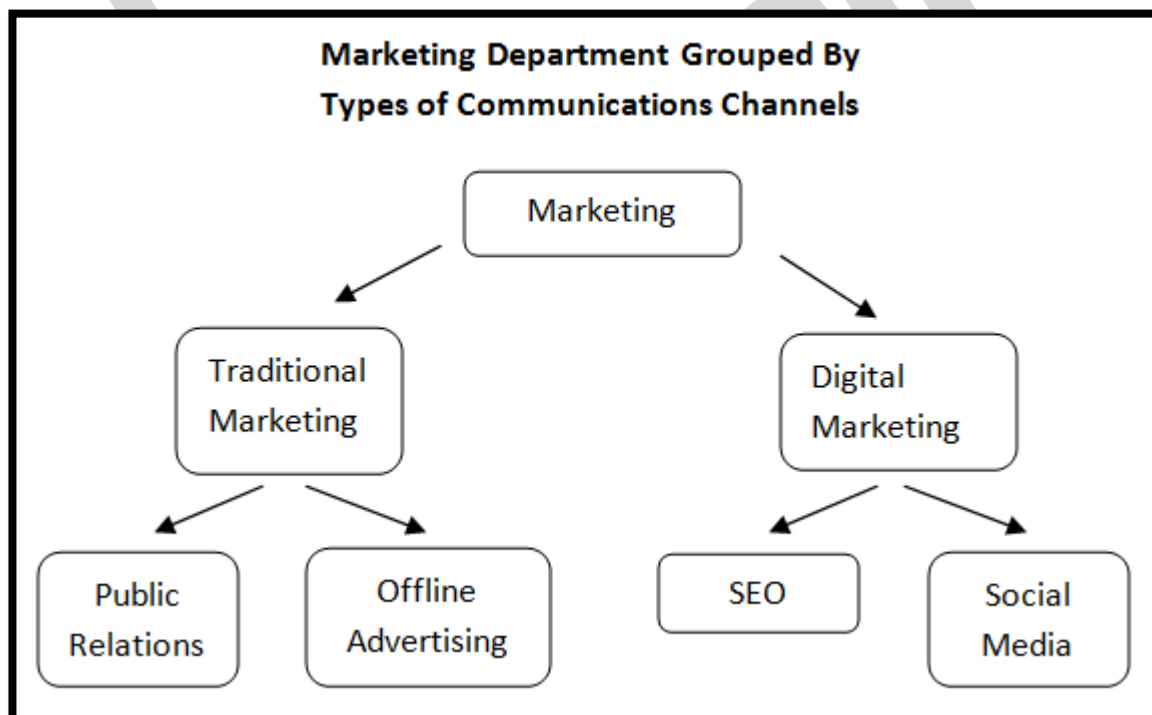 Marketing Department Grouped By
Types of Communications Channels
Marketing
Traditional
Marketing
Digital
Marketing
Public
Relations
Offline
Advertising
SEO
Social
Media